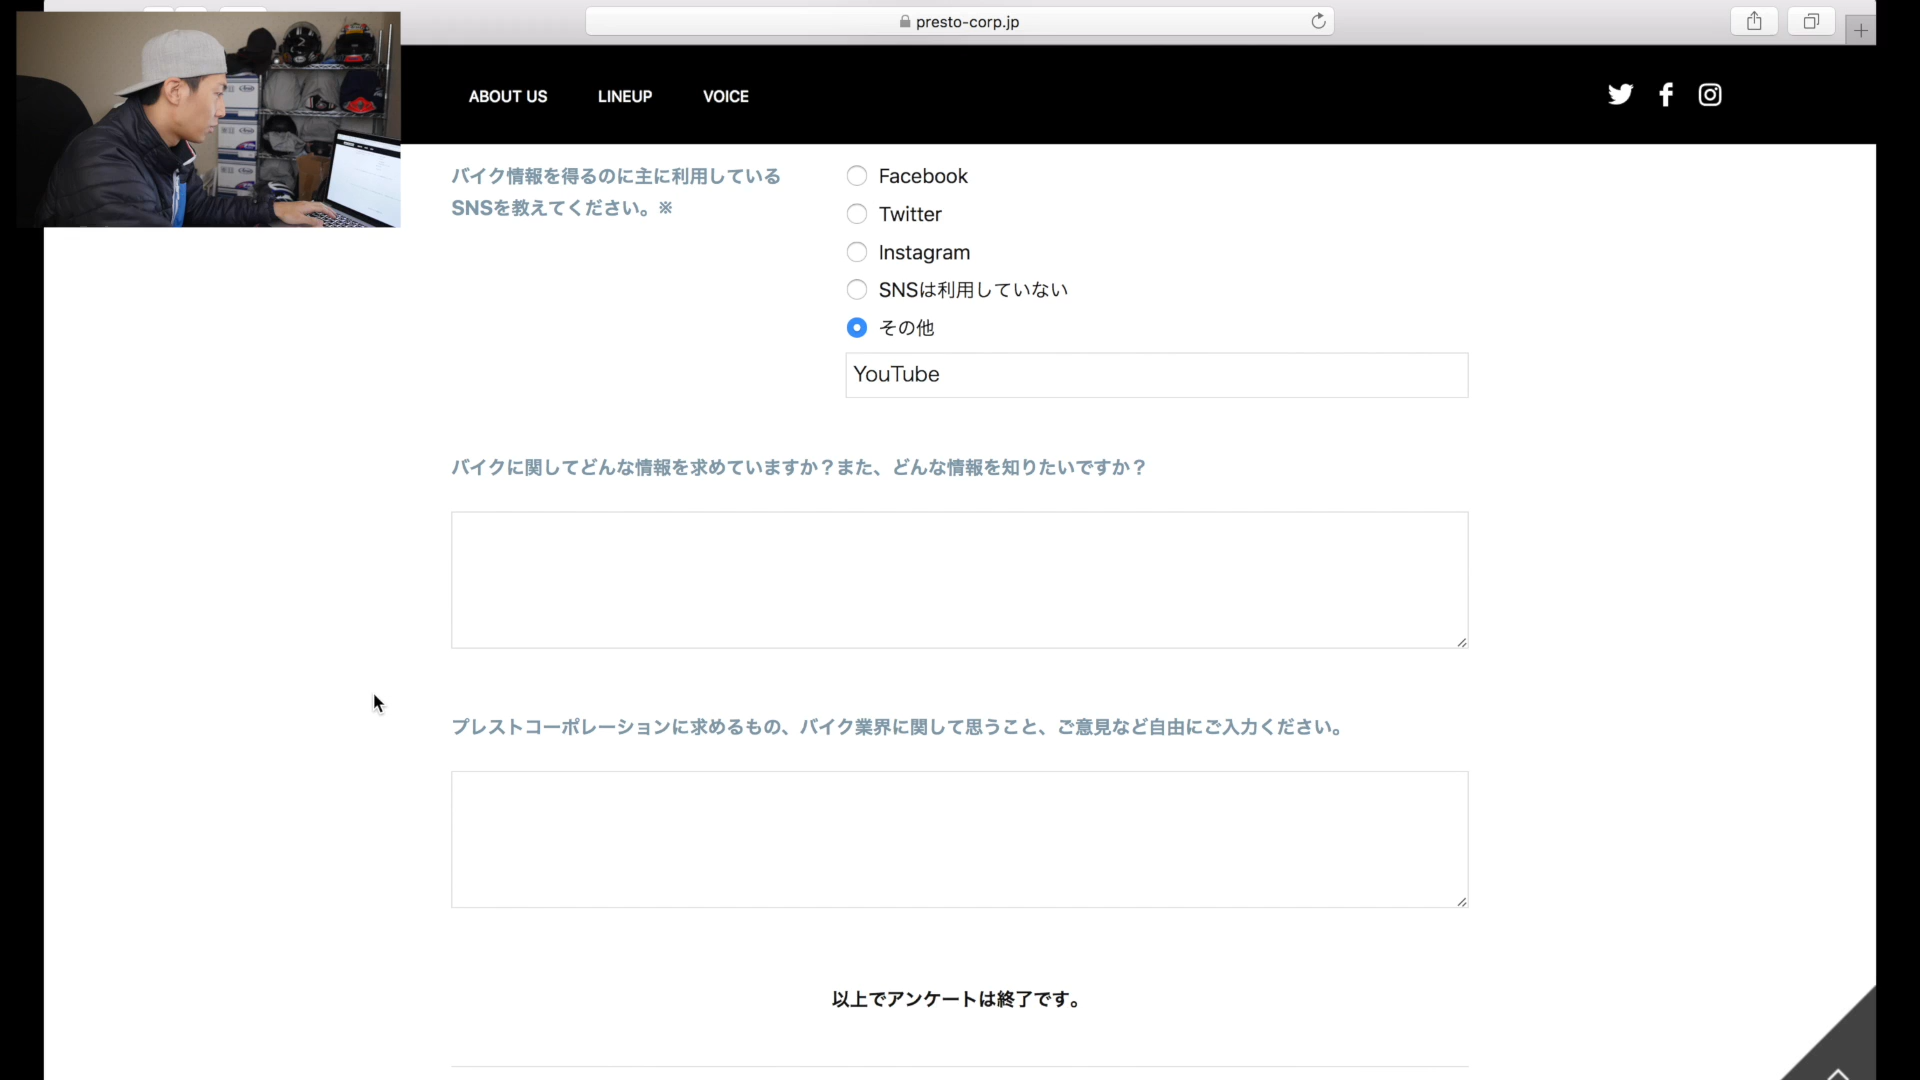 presto-corp.jp
ABOUT US LINEUP VOICE
バイク情報を得るのに主に利用している
SNSを教えてください。※
Facebook
Twitter
Instagram
SNSは利用していない
その他
YouTube
バイクに関してどんな情報を求めていますか？また、どんな情報を知りたいですか？
プレストコーポレーションに求めるもの、バイク業界に関して思うこと、ご意見など自由にご入力ください。
以上でアンケートは終了です。